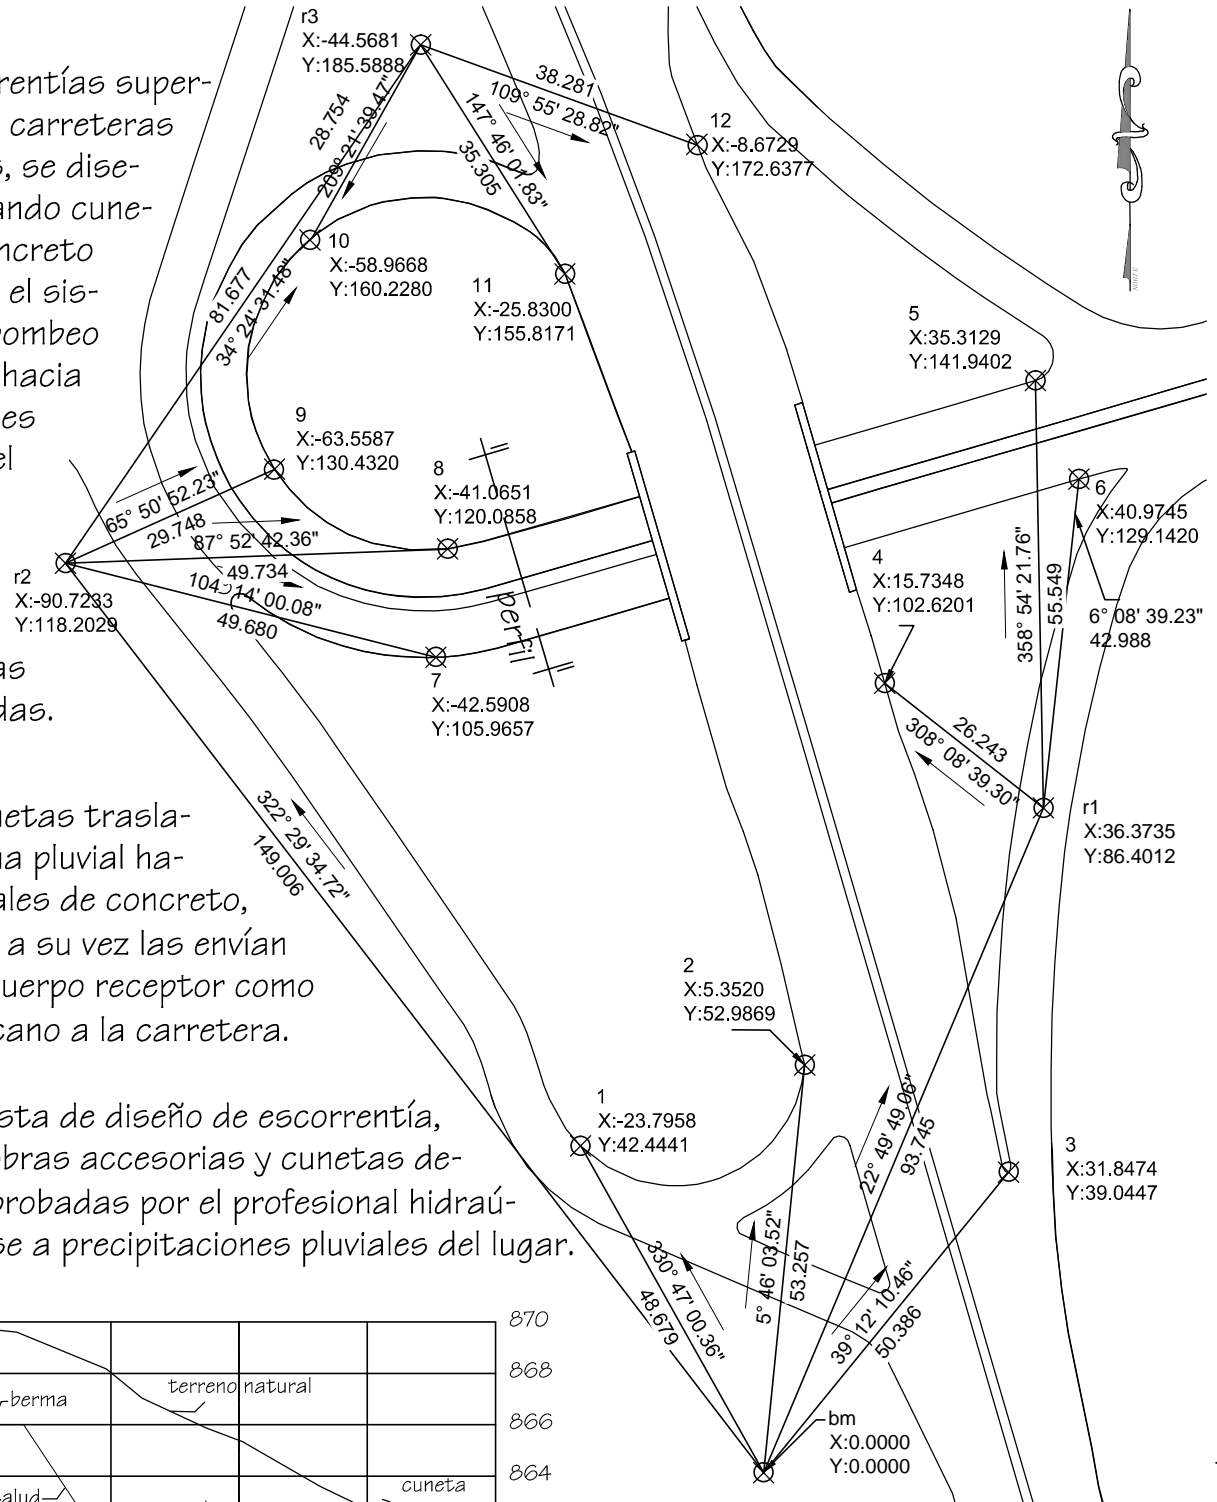 rentías super-
carreteras
s, se dise-
ando cune-
ncreto
el sis-
ombeo
hacia
es
el
as
das.
etas trasla-
ua pluvial ha-
ales de concreto,
a su vez las envían
uerpo receptor como
cano a la carretera.
sta de diseño de escorrentía,
obras accesorias y cunetas de-
probadas por el profesional hidraú-
se a precipitaciones pluviales del lugar.
r3
X:-44.5681
Y:185.5888
28.754
209° 21' 39.47"
147° 46' 01.83"
35.305
38.281
109° 55' 28.82"
12
X:-8.6729
Y:172.6377
NORTE
10
X:-58.9668
Y:160.2280
11
X:-25.8300
Y:155.8171
81.677
34° 24' 31.48"
5
X:35.3129
Y:141.9402
9
X:-63.5587
Y:130.4320
8
X:-41.0651
Y:120.0858
6
X:40.9745
Y:129.1420
65° 50' 52.23"
29.748
87° 52' 42.36"
49.734
104° 14' 00.08"
49.680
r2
X:-90.7233
Y:118.2029
perfil
4
X:15.7348
Y:102.6201
358° 54' 21.76"
55.549
6° 08' 39.23"
42.988
7
X:-42.5908
Y:105.9657
26.243
308° 08' 39.30"
r1
X:36.3735
Y:86.4012
322° 29' 34.72"
149.006
2
X:5.3520
Y:52.9869
1
X:-23.7958
Y:42.4441
22° 49' 49.06"
93.745
3
X:31.8474
Y:39.0447
330° 47' 00.36"
48.679
5° 46' 03.52"
53.257
39° 12' 10.46"
50.386
bm
X:0.0000
Y:0.0000
870
868
866
864
berma
terreno natural
cuneta
alud